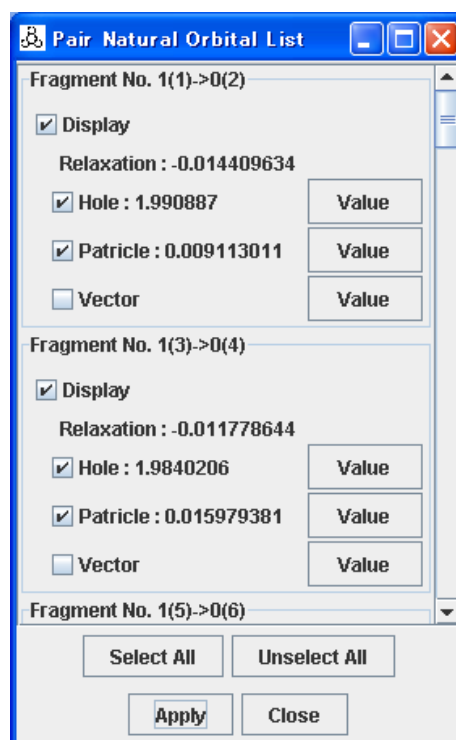 Pair Natural Orbital List
Fragment No. 1(1)->0(2)
Display
Relaxation : -0.014409634
Hole : 1.990887 Value
Patricle : 0.009113011 Value
Vector Value
Fragment No. 1(3)->0(4)
Display
Relaxation : -0.011778644
Hole : 1.9840206 Value
Patricle : 0.015979381 Value
Vector Value
Fragment No. 1(5)->0(6)
Select All Unselect All
Apply Close